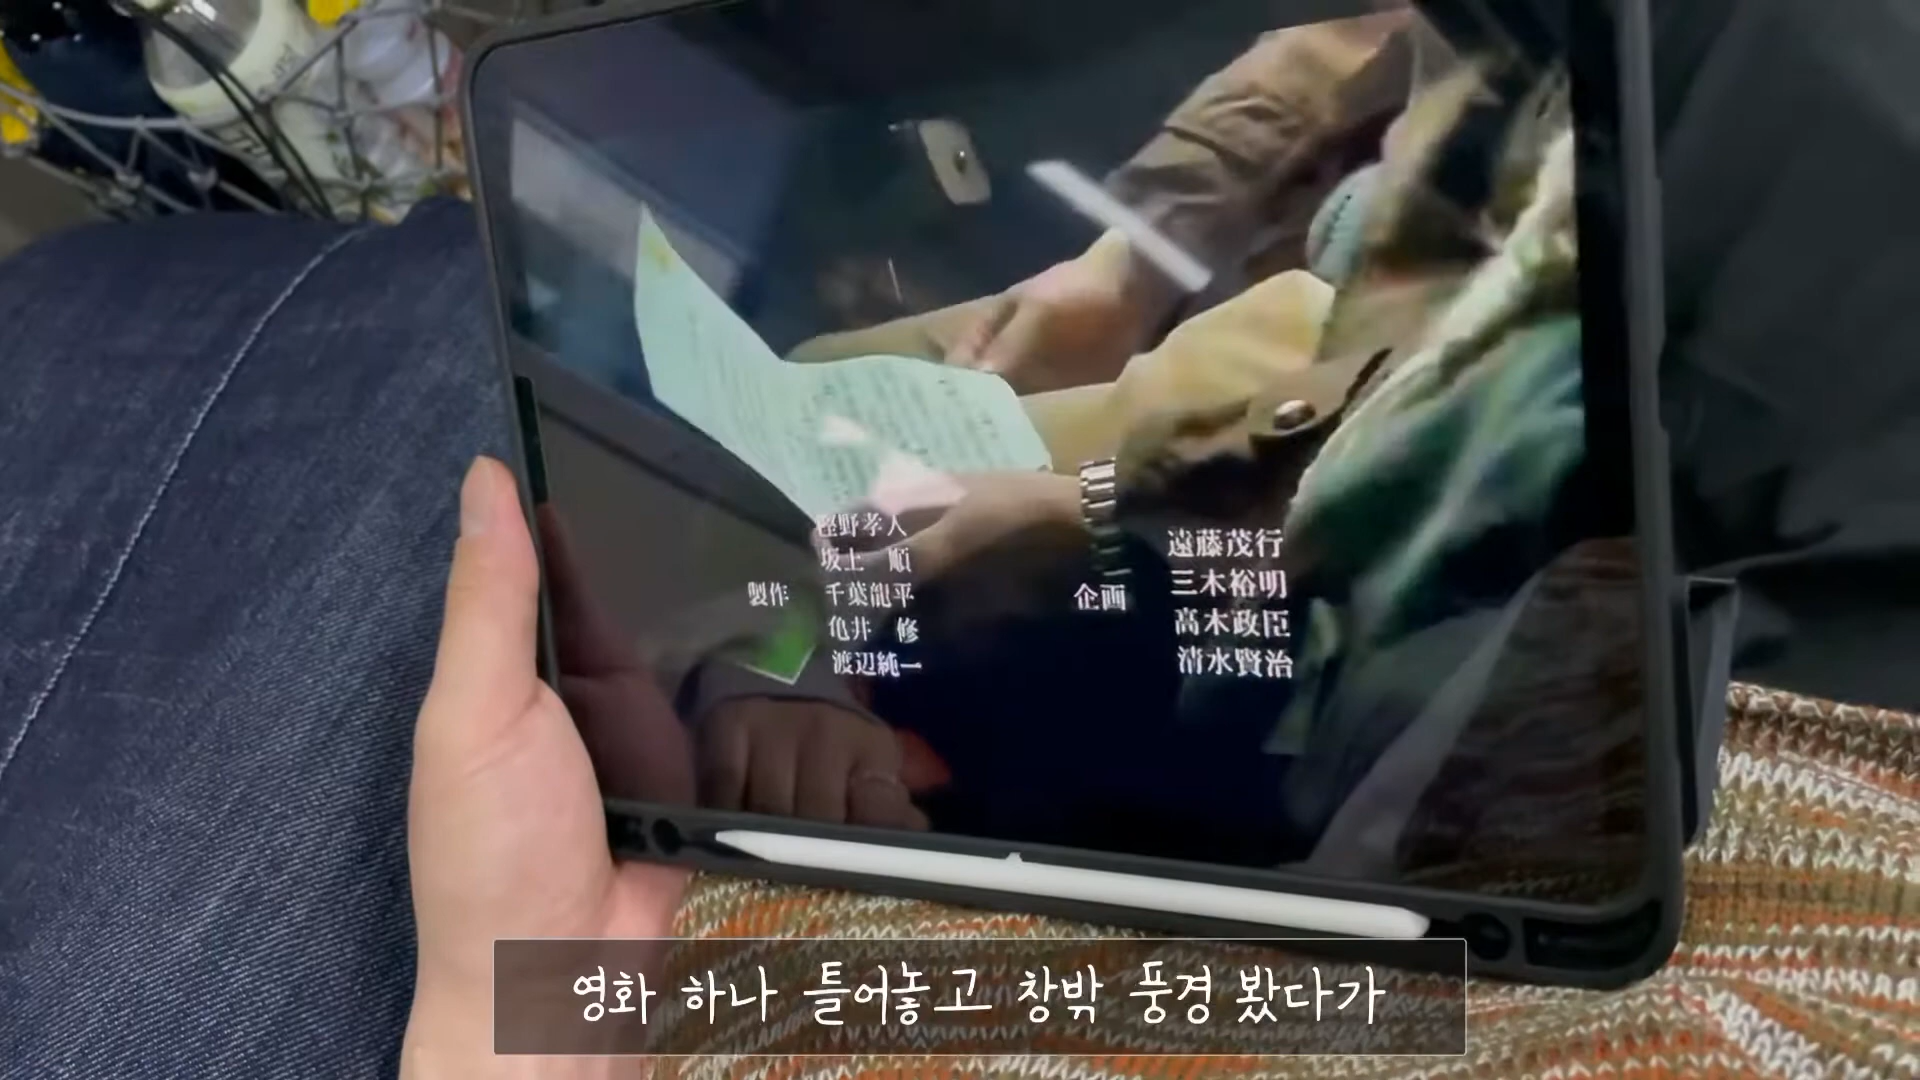 樫野孝人
坂上 順
製作 千葉龍平
亀井 修
渡辺純一
遠藤茂行
企画 三木裕明
高木政臣
清水賢治
영화 하나 틀어놓고 창밖 풍경 봤다가